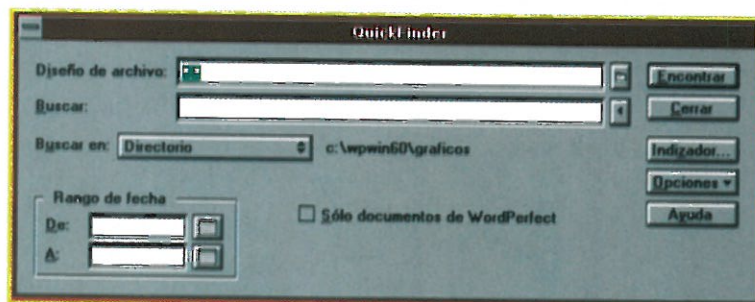 QuickFinder
Diseño de archivo: *.*
Encontrar
Buscar:
Cerrar
Buscar en: Directorio c:\wpwin60\graficos
Indizador...
Opciones
Rango de fecha
De:
Sólo documentos de WordPerfect
Ayuda
A: